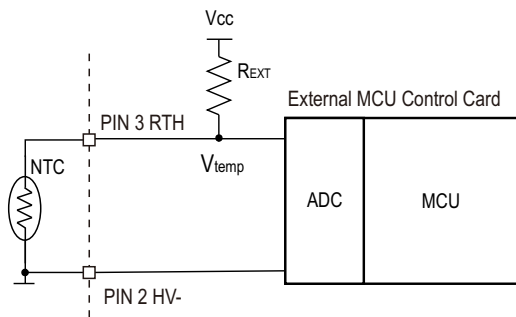 Vcc
REXT
External MCU Control Card
PIN 3 RTH
NTC
Vtemp
ADC
MCU
PIN 2 HV-